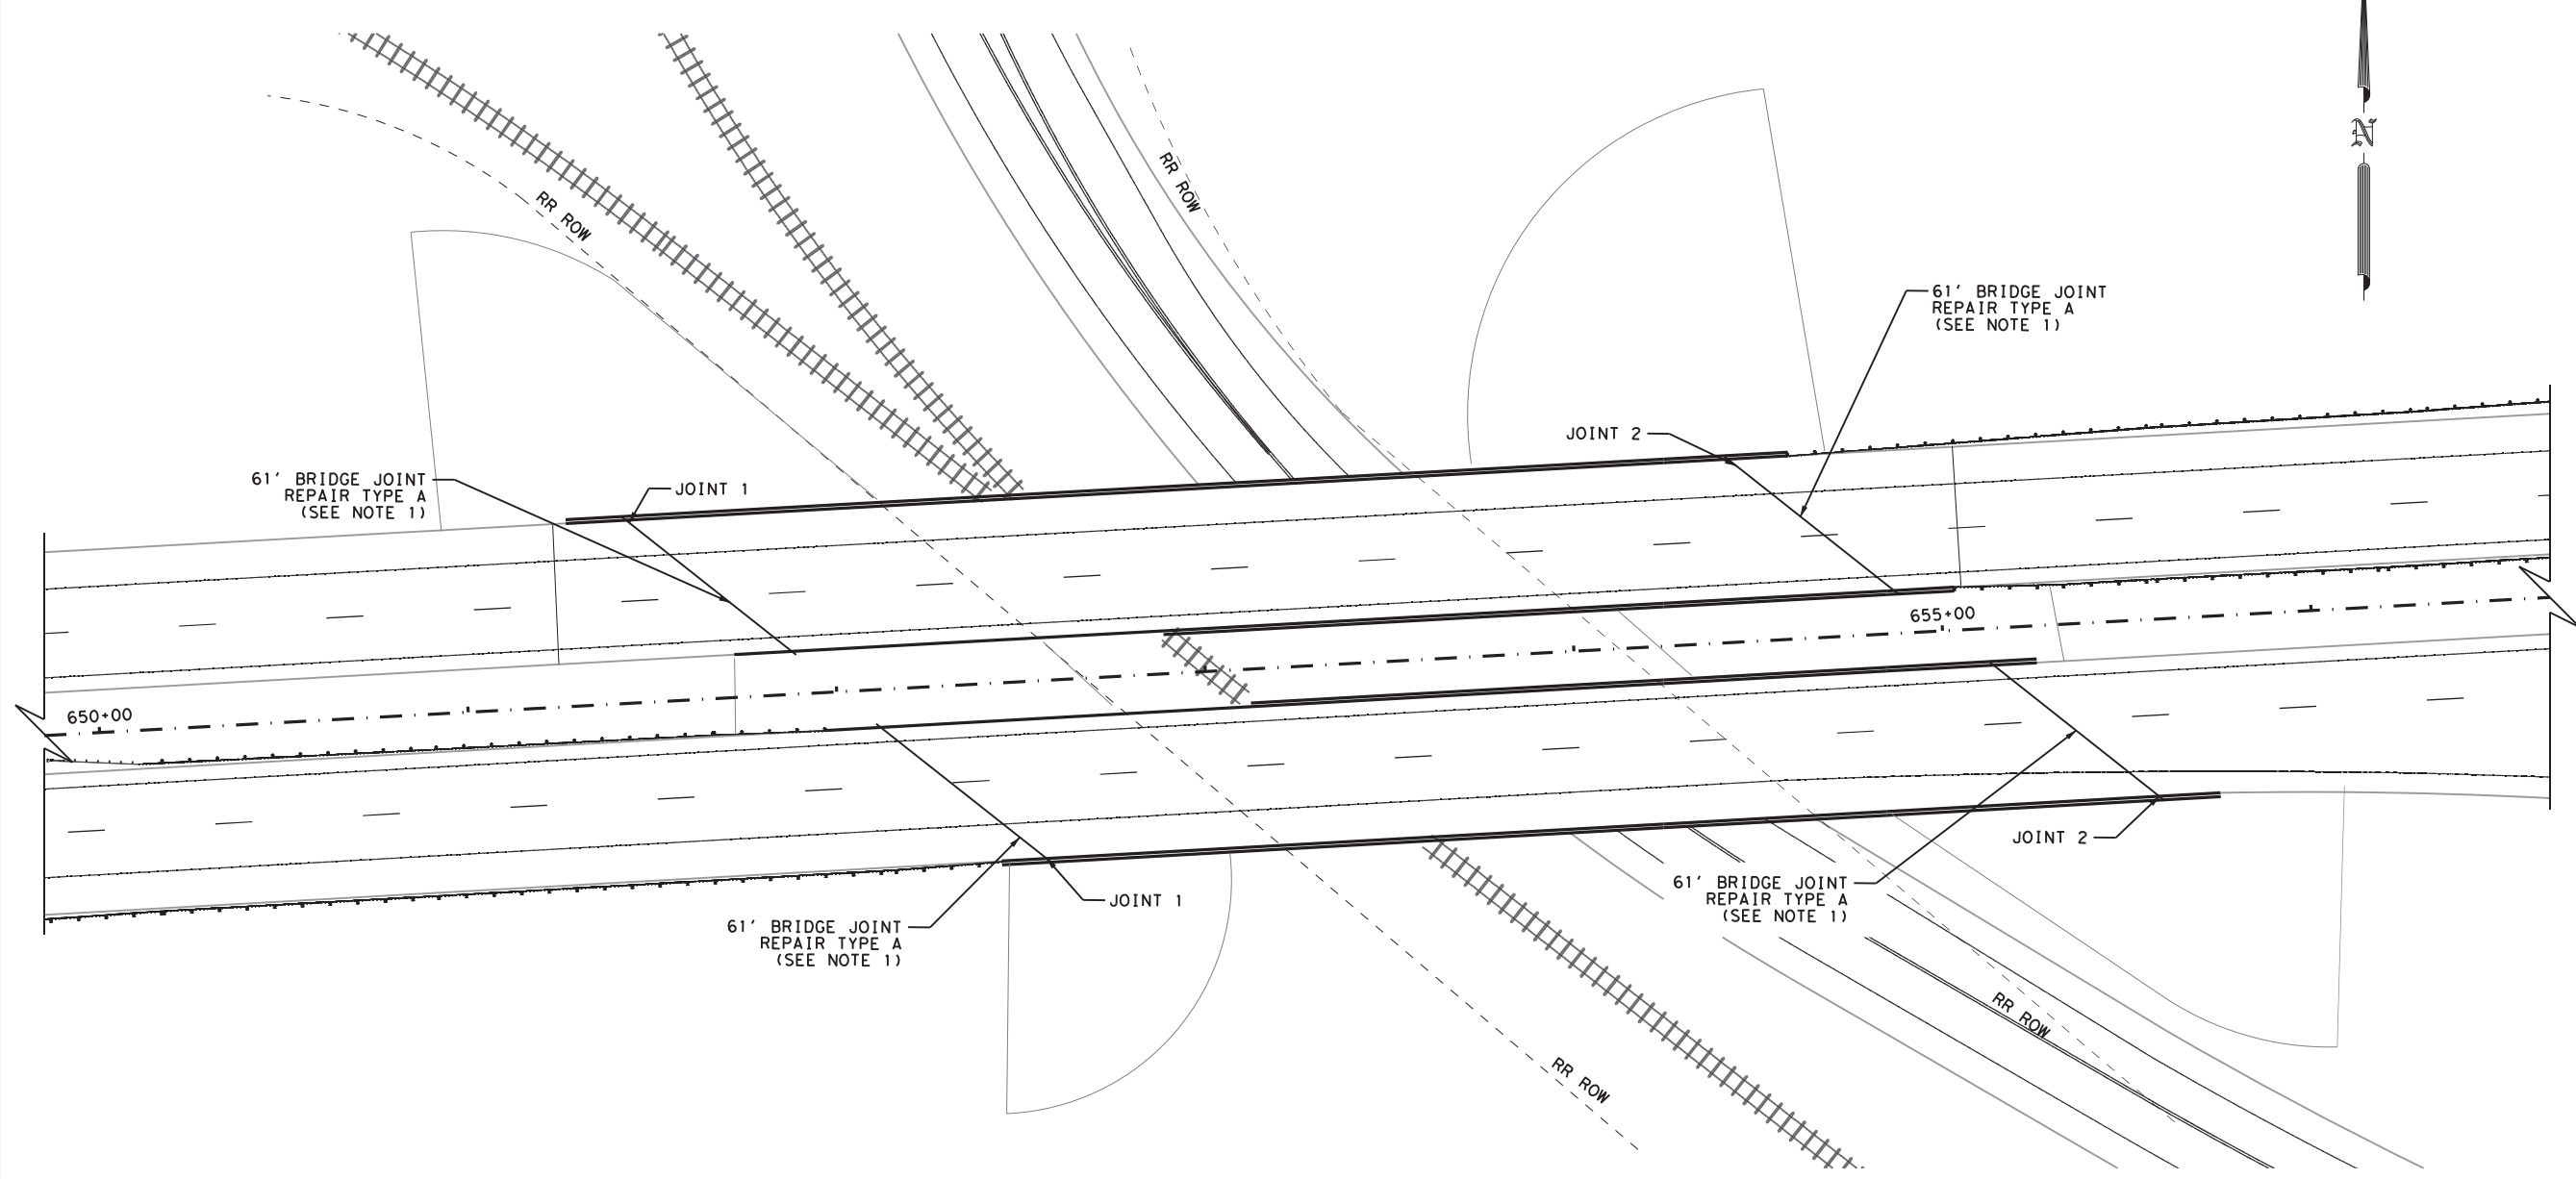 N
RR ROW
RR ROW
61' BRIDGE JOINT
REPAIR TYPE A
(SEE NOTE 1)
JOINT 2
61' BRIDGE JOINT
REPAIR TYPE A
(SEE NOTE 1)
JOINT 1
655+00
650+00
JOINT 2
61' BRIDGE JOINT
REPAIR TYPE A
(SEE NOTE 1)
JOINT 1
61' BRIDGE JOINT
REPAIR TYPE A
(SEE NOTE 1)
RR ROW
RR ROW